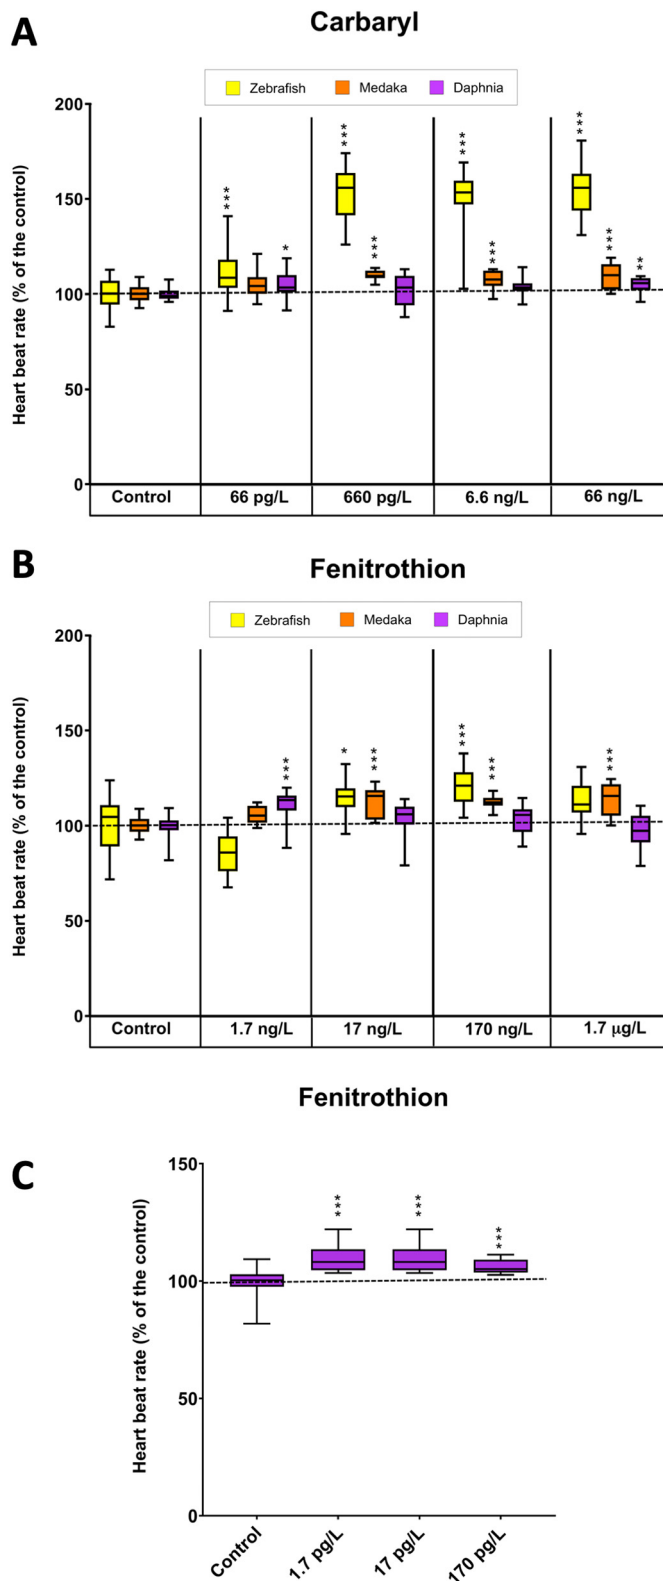 A
Carbaryl
Zebrafish Medaka Daphnia
Heart beat rate (% of the control)
200
150
100
50
0
***
***
*
***
***
***
***
***
***
**
Control 66 pg/L 660 pg/L 6.6 ng/L 66 ng/L
B
Fenitrothion
Zebrafish Medaka Daphnia
Heart beat rate (% of the control)
200
150
100
50
0
***
*
***
***
***
***
Control 1.7 ng/L 17 ng/L 170 ng/L 1.7 μg/L
Fenitrothion
C
Heart beat rate (% of the control)
150
100
50
0
***
***
***
Control 1.7 pg/L 17 pg/L 170 pg/L